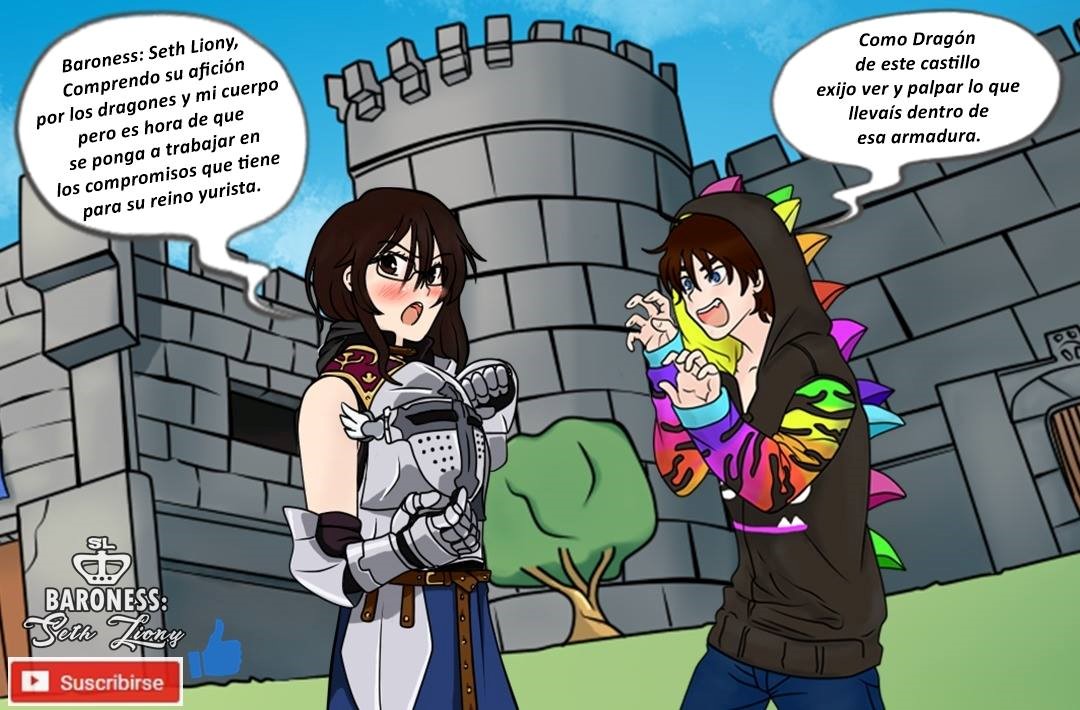 Baroness: Seth Liony,
Comprendo su afición
por los dragones y mi cuerpo
pero es hora de que
se ponga a trabajar en
los compromisos que tiene
para su reino yurista.
Como Dragón
de este castillo
exijo ver y palpar lo que
llevaís dentro de
esa armadura.
SL
BARONESS:
Seth Liony
Suscribirse